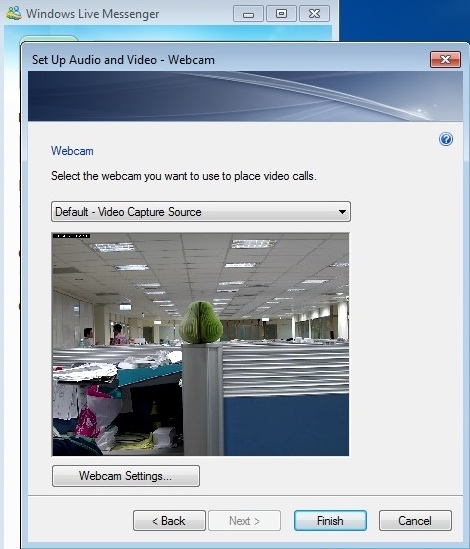 Windows Live Messenger
Set Up Audio and Video - Webcam
Webcam
Select the webcam you want to use to place video calls.
Default - Video Capture Source
Webcam Settings...
< Back
Next >
Finish
Cancel